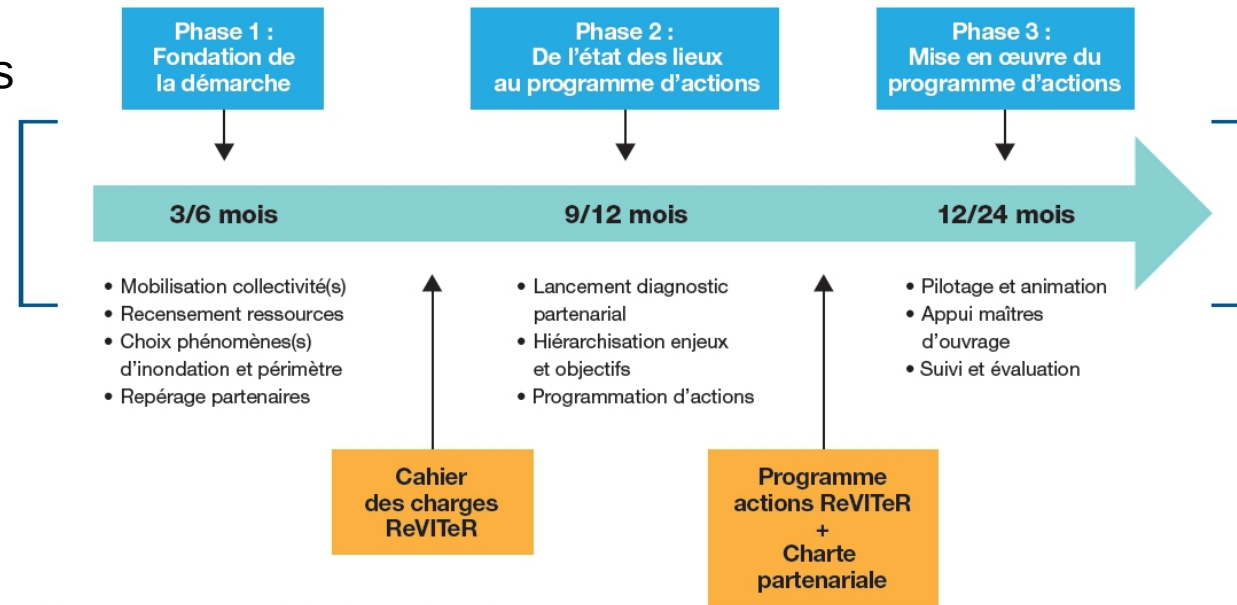 s
Phase 1 :
Fondation de
la démarche
Phase 2 :
De l'état des lieux
au programme d'actions
Phase 3 :
Mise en œuvre du
programme d'actions
3/6 mois
9/12 mois
12/24 mois
• Mobilisation collectivité(s)
• Recensement ressources
• Choix phénomènes(s)
d'inondation et périmètre
• Repérage partenaires
• Lancement diagnostic
partenarial
• Hiérarchisation enjeux
et objectifs
• Programmation d'actions
• Pilotage et animation
• Appui maîtres
d'ouvrage
• Suivi et évaluation
Cahier
des charges
ReVITeR
Programme
actions ReVITeR
+
Charte
partenariale